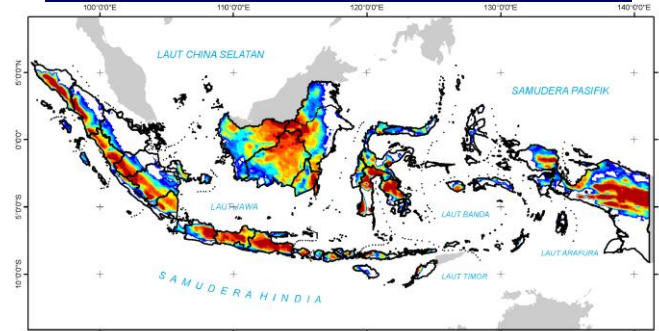 100°0'0"E
110°0'0"E
120°0'0"E
130°0'0"E
140°0'0"E
LAUT CHINA SELATAN
5°0'0"N
SAMUDERA PASIFIK
0°0'0"
LAUT JAWA
5°0'0"S
LAUT BANDA
LAUT ARAFURA
10°0'0"S
LAUT TIMOR
SAMUDERA HINDIA